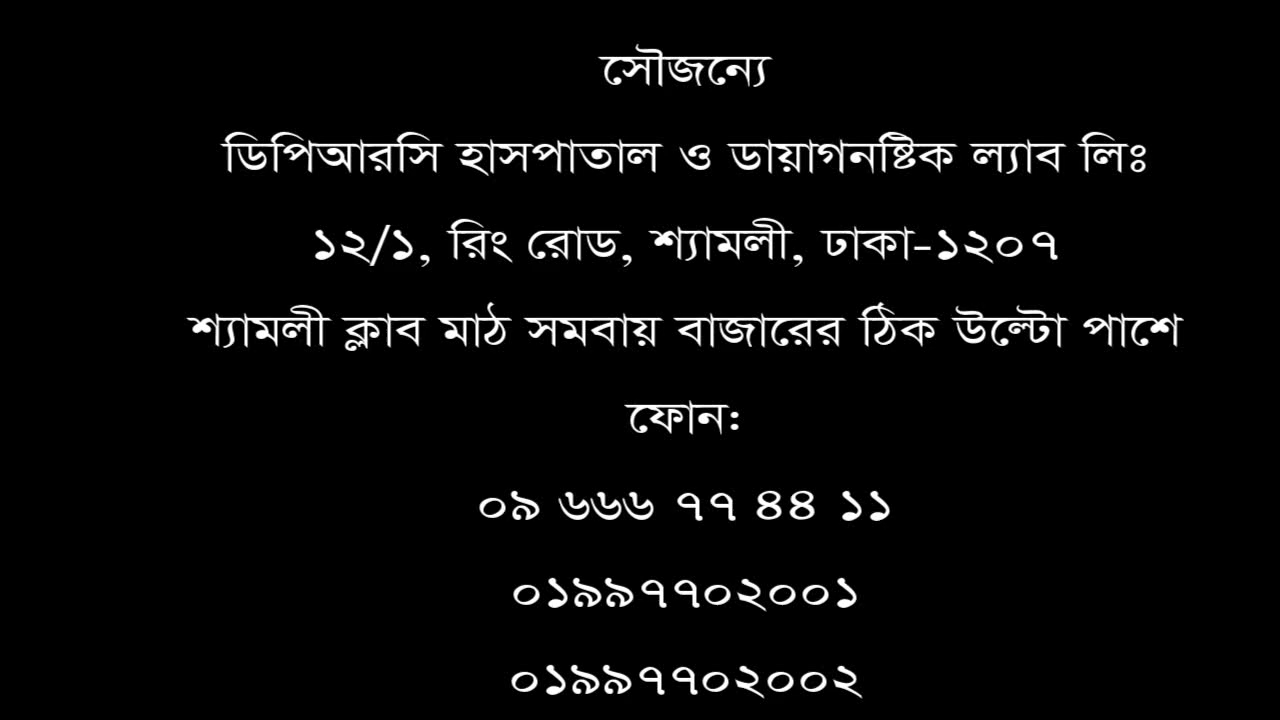 সৌজন্যে
ডিপিআরসি হাসপাতাল ও ডায়াগনষ্টিক ল্যাব লিঃ
১২/১, রিং রোড, শ্যামলী, ঢাকা-১২০৭
শ্যামলী ক্লাব মাঠ সমবায় বাজারের ঠিক উল্টো পাশে
ফোন:
০৯ ৬৬৬ ৭৭ ৪৪ ১১
০১৯৯৭৭০২০০১
০১৯৯৭৭০২০০২